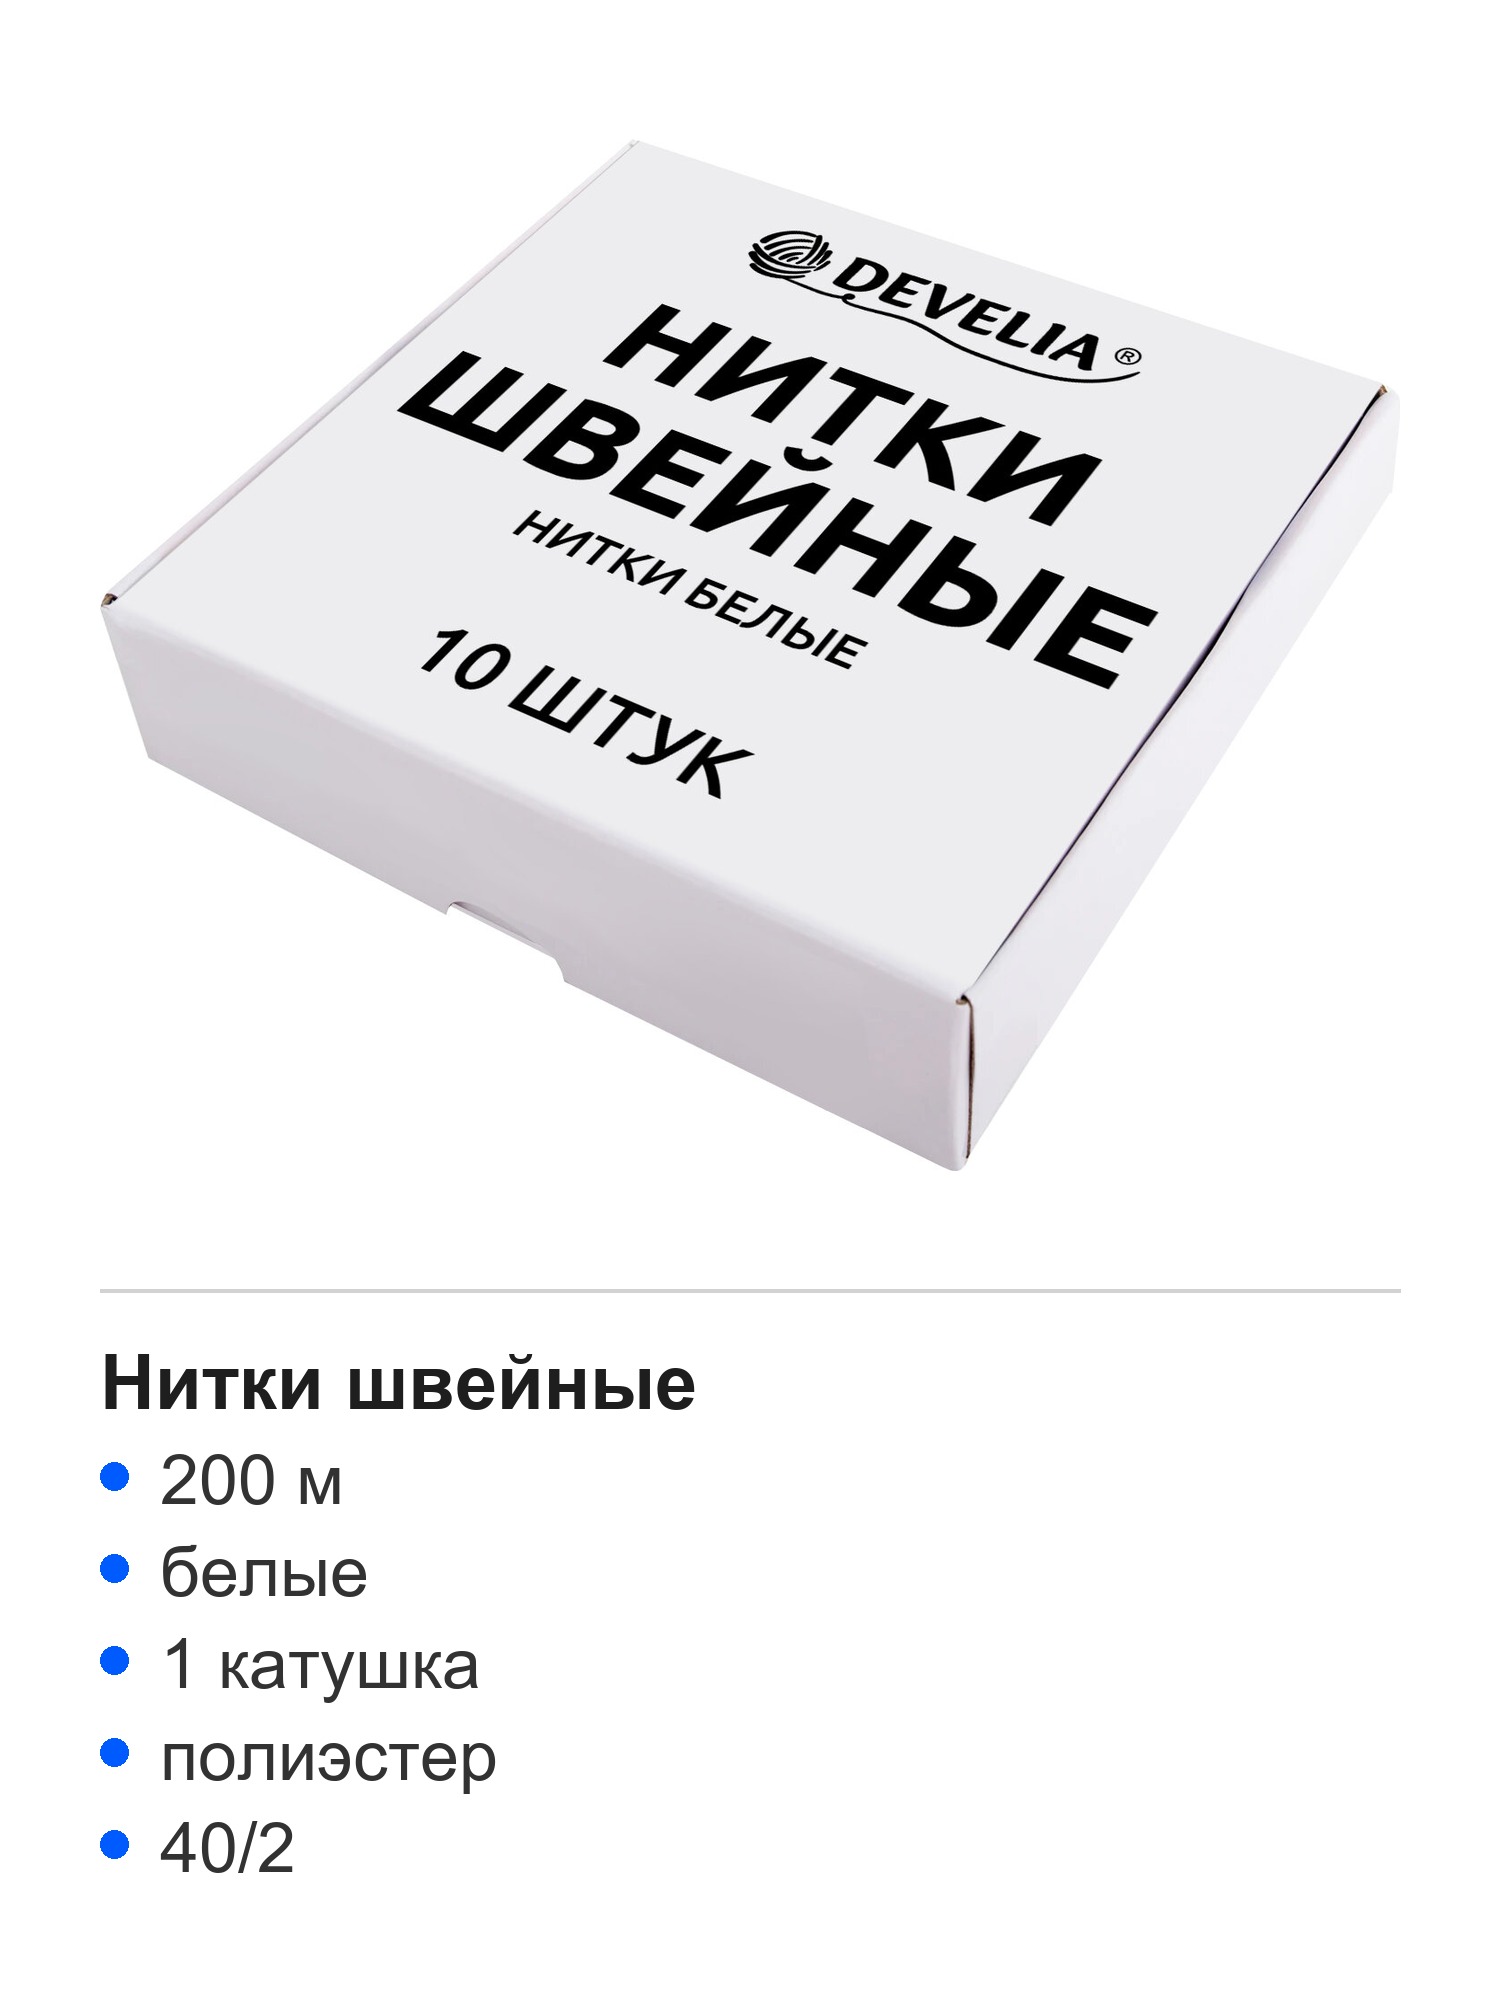 DEVELIA ®
НИТКИ
ШВЕЙНЫЕ
НИТКИ БЕЛЫЕ
10 ШТУК
Нитки швейные
200 м
белые
1 катушка
полиэстер
40/2